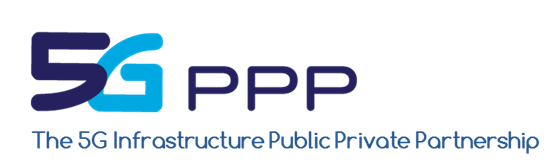 5G PPP
The 5G Infrastructure Public Private Partnership